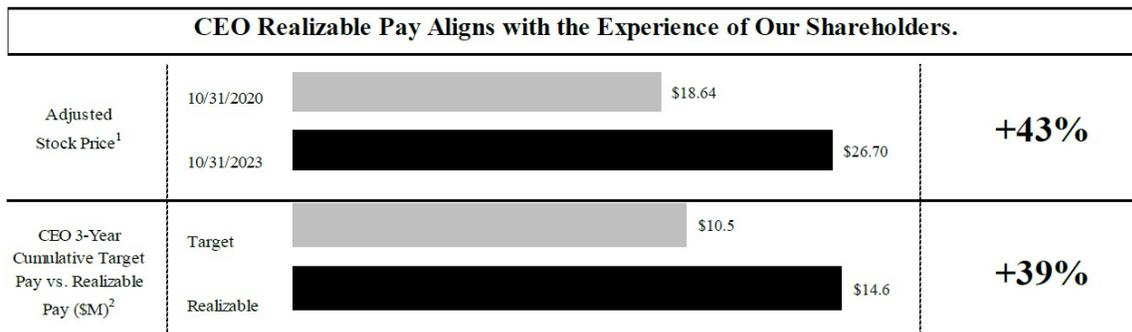 CEO Realizable Pay Aligns with the Experience of Our Shareholders.
Adjusted
Stock Price1
10/31/2020
$18.64
10/31/2023
$26.70
+43%
CEO 3-Year
Cumulative Target
Pay vs. Realizable
Pay ($M)2
Target
$10.5
Realizable
$14.6
+39%